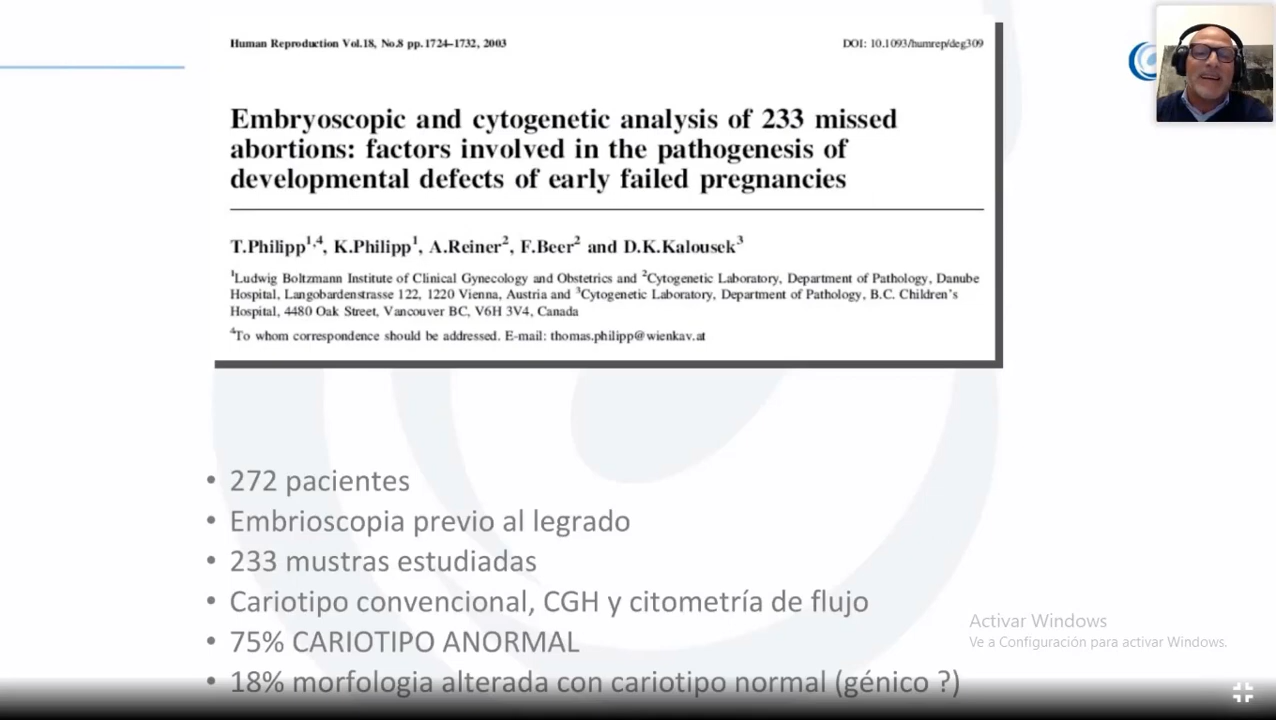 Human Reproduction Vol.18, No.8 pp. 1724–1732, 2003
DOI: 10.1093/humrep/deg309
Embryoscopic and cytogenetic analysis of 233 missed
abortions: factors involved in the pathogenesis of
developmental defects of early failed pregnancies
T.Philipp1,4, K.Philipp1, A.Reiner2, F.Beer2 and D.K.Kalousek3
1Ludwig Boltzmann Institute of Clinical Gynecology and Obstetrics and 2Cytogenetic Laboratory, Department of Pathology, Danube
Hospital, Langobardenstrasse 122, 1220 Vienna, Austria and 3Cytogenetic Laboratory, Department of Pathology, B.C. Children's
Hospital, 4480 Oak Street, Vancouver BC, V6H 3V4, Canada
4To whom correspondence should be addressed. E-mail: thomas.philipp@wienkav.at
• 272 pacientes
• Embrioscopia previo al legrado
• 233 mustras estudiadas
• Cariotipo convencional, CGH y citometría de flujo
• 75% CARIOTIPO ANORMAL
• 18% morfologia alterada con cariotipo normal (génico ?)
Activar Windows
Ve a Configuración para activar Windows.